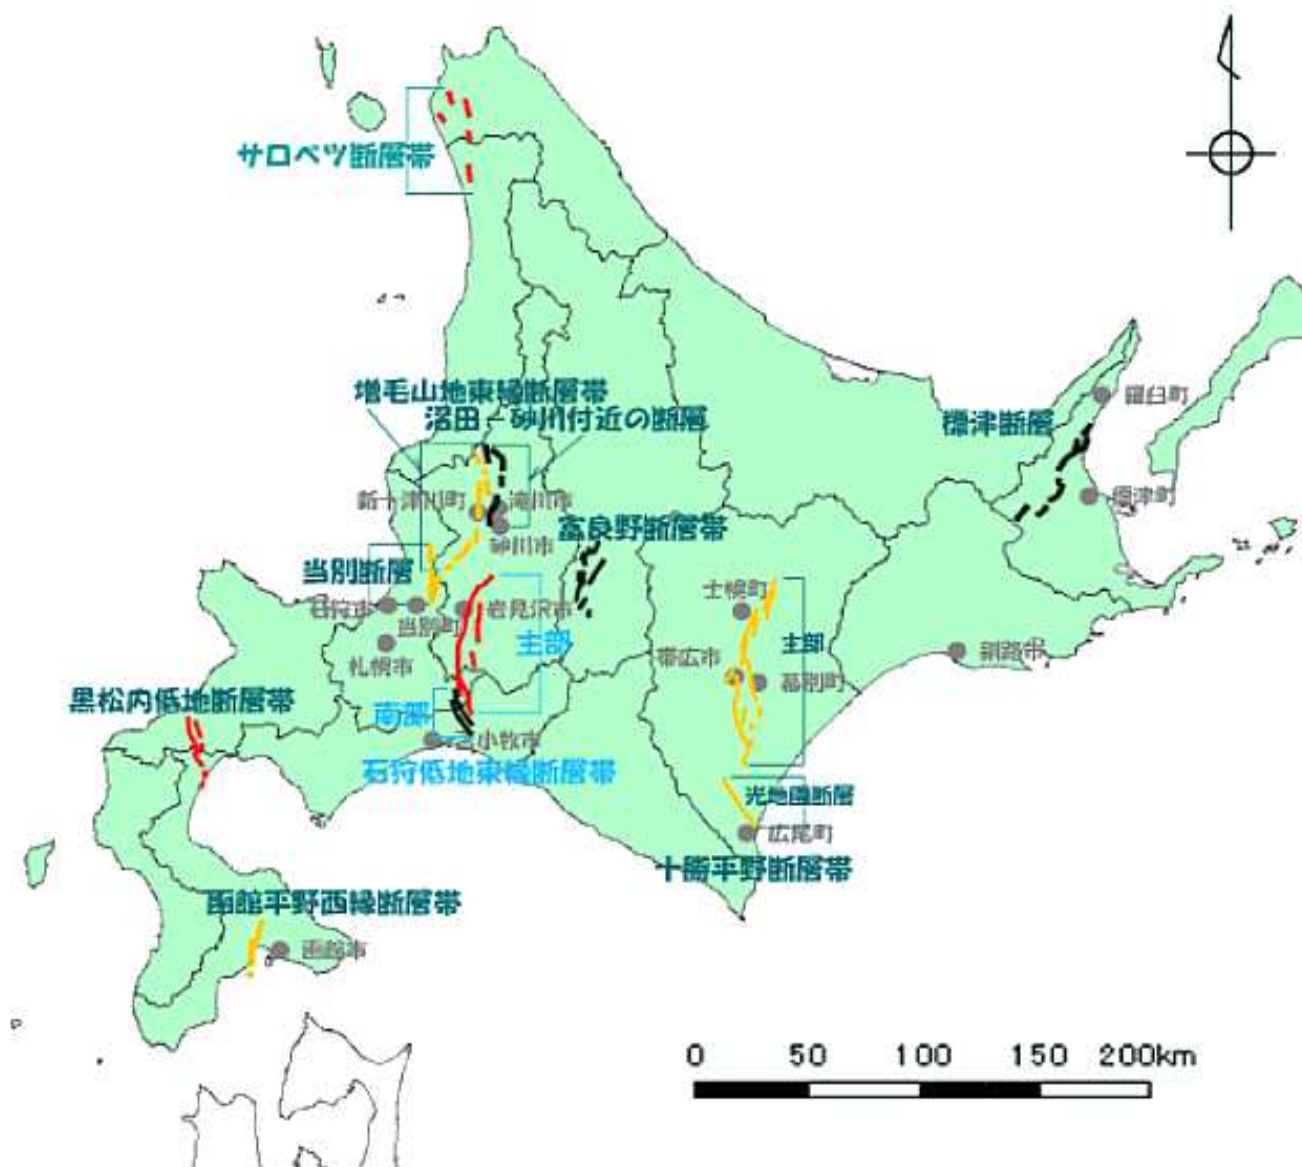 サロベツ断層帯
増毛山地東縁断層帯
沼田－砂川付近の断層
標津断層
羅臼町
標津町
新十津川町
滝川市
砂川市
富良野断層帯
当別断層
石狩市
当別町
岩見沢市
札幌市
主部
士幌町
主部
帯広市
幕別町
釧路市
黒松内低地断層帯
南部
苫小牧市
石狩低地東縁断層帯
光地園断層
広尾町
十勝平野断層帯
函館平野西縁断層帯
函館市
0 50 100 150 200km